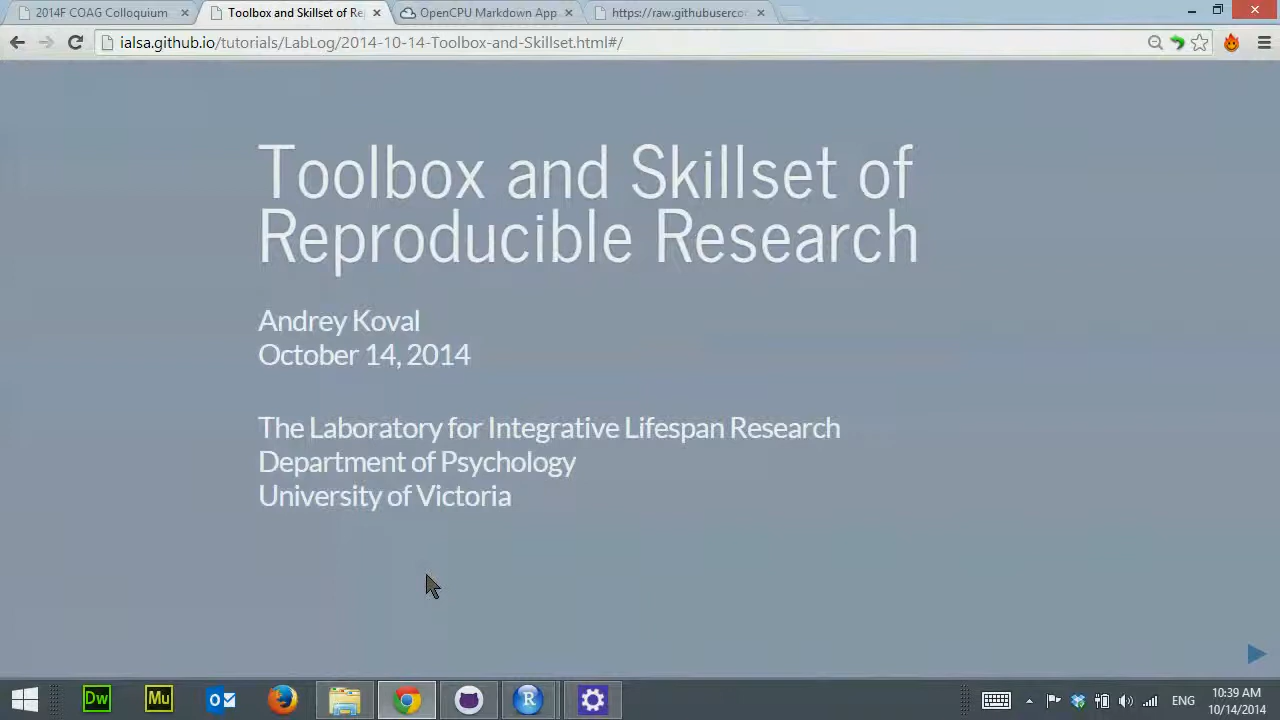 2014F COAG Colloquium
Toolbox and Skillset of Re
OpenCPU Markdown App
https://raw.githubuserco
ialsa.github.io/tutorials/LabLog/2014-10-14-Toolbox-and-Skillset.html#/
Toolbox and Skillset of
Reproducible Research
Andrey Koval
October 14, 2014
The Laboratory for Integrative Lifespan Research
Department of Psychology
University of Victoria
Dw
Mu
R
ENG
10:39 AM
10/14/2014